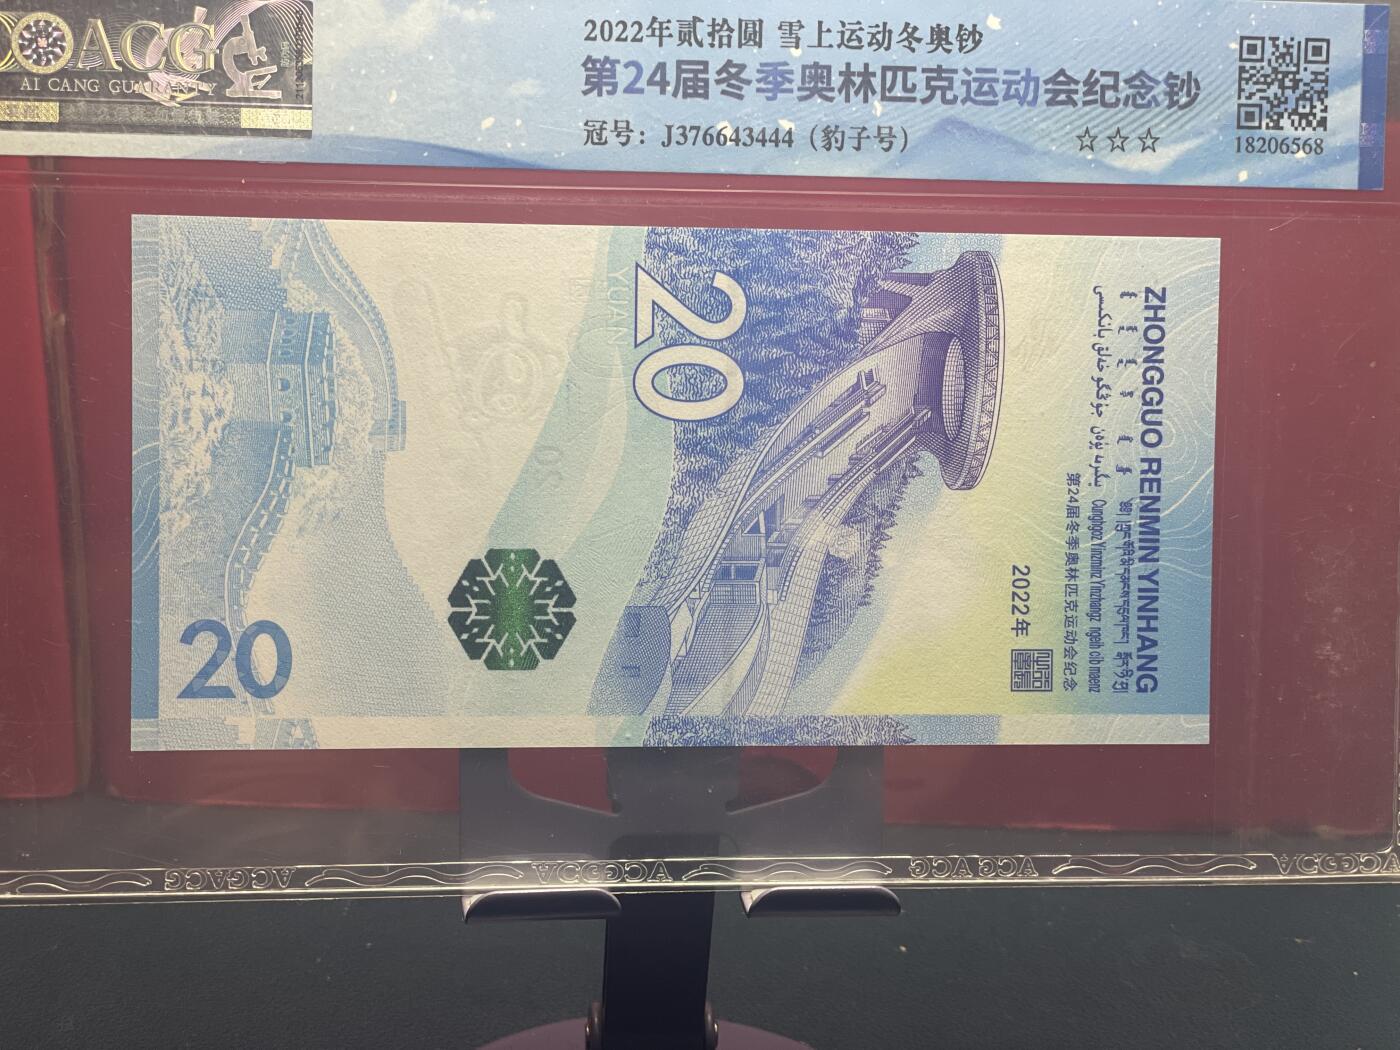 ACG
AI CANG GUARANTY
2022年贰拾圆 雪上运动冬奥钞
第24届冬季奥林匹克运动会纪念钞
冠号：J376643444（豹子号）
☆☆☆
18206568
ZHONGGUO RENMIN YINHANG
Cunghgoz Yinzminz Yinzhangz ngeih cib maenz
第24届冬季奥林匹克运动会纪念
2022年
20
YUAN
20